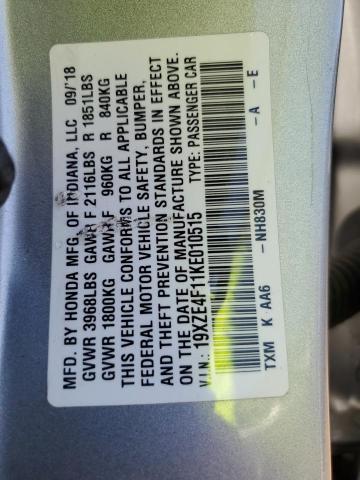 MFD. BY HONDA MFG. OF INDIANA, LLC 09/'18
GVWR 3968LBS GAWR F 2116LBS R 1851LBS
GVWR 1800KG GAWR F 960KG R 840KG
THIS VEHICLE CONFORMS TO ALL APPLICABLE
FEDERAL MOTOR VEHICLE SAFETY, BUMPER,
AND THEFT PREVENTION STANDARDS IN EFFECT
ON THE DATE OF MANUFACTURE SHOWN ABOVE.
V.I.N.: 19XZE4F11KE010515 TYPE: PASSENGER CAR
TXM K AA6 -NH830M -A -E